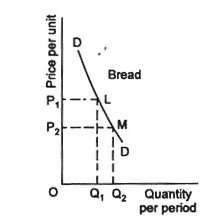 Price per unit
D
Bread
P1
L
P2
M
D
O
Q1
Q2
Quantity
per period